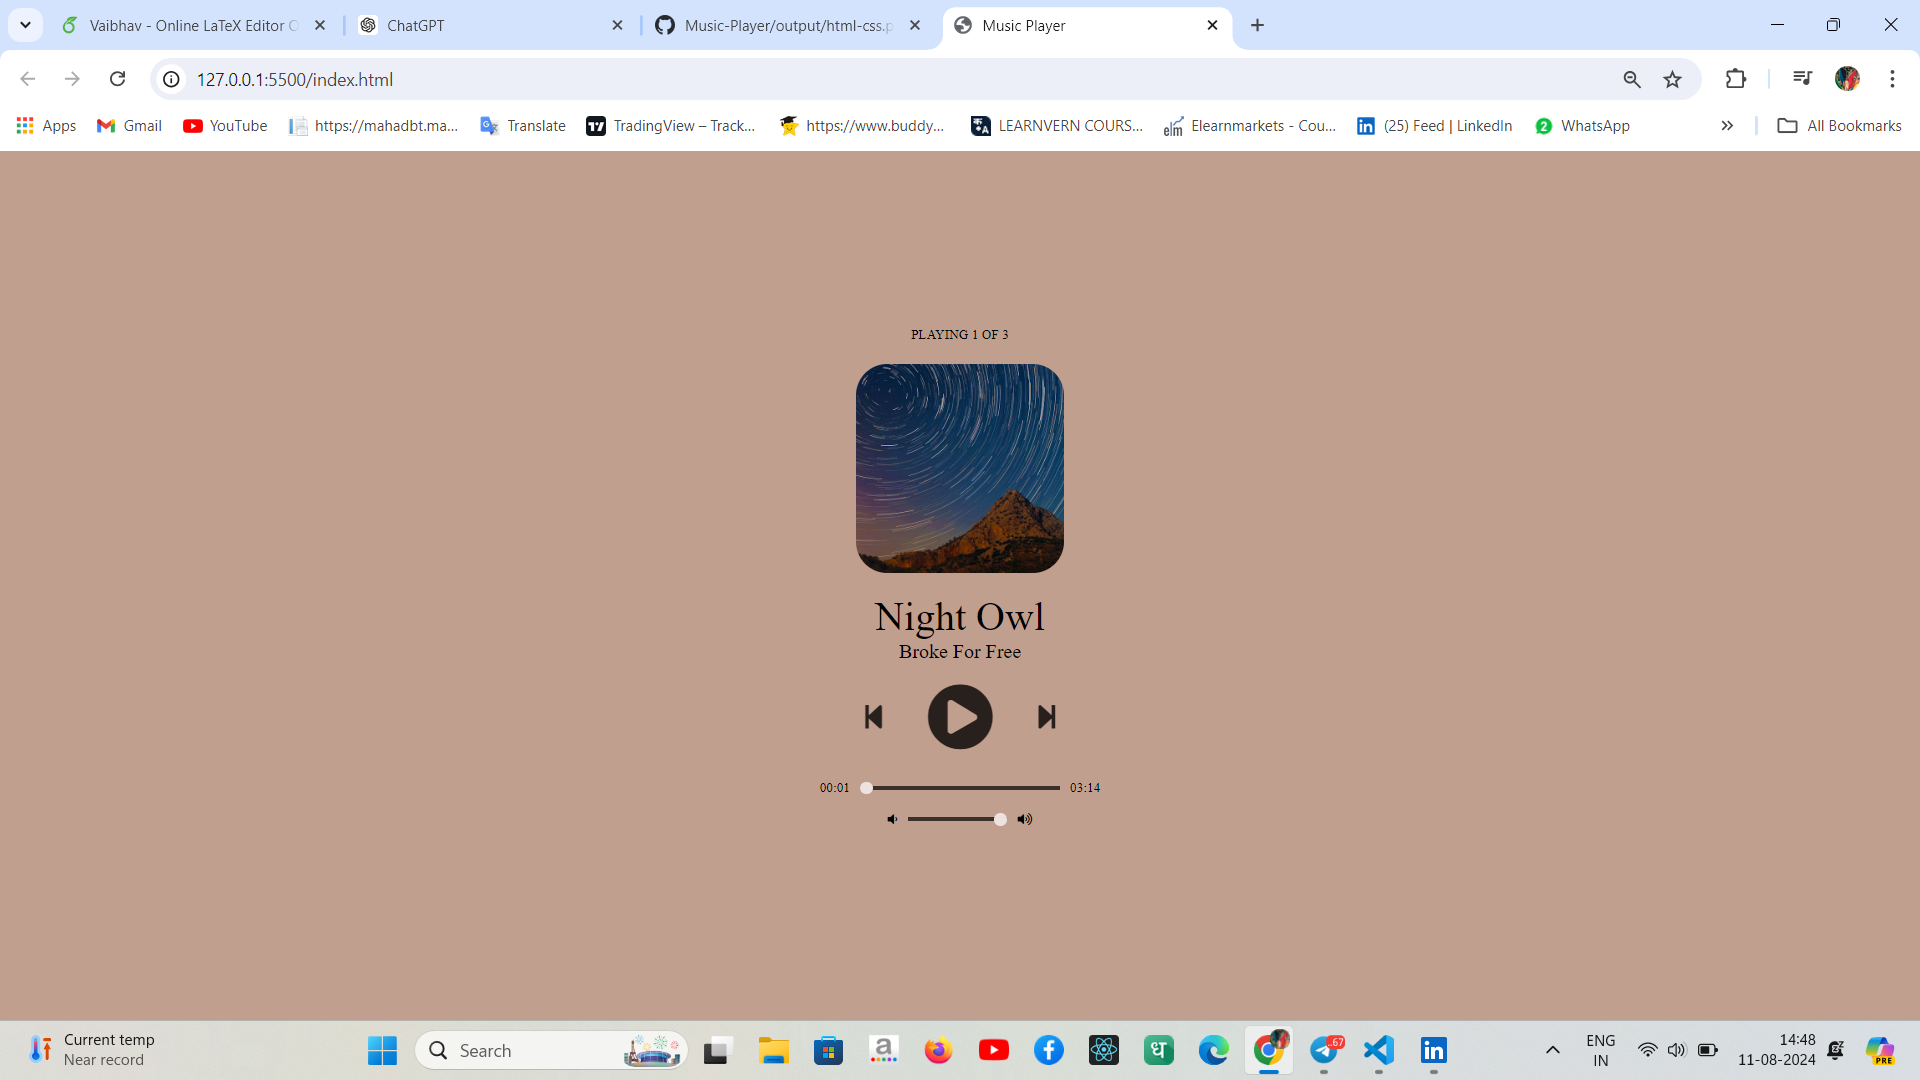 Vaibhav - Online LaTeX Editor O
ChatGPT
Music-Player/output/html-css.p
Music Player
127.0.0.1:5500/index.html
Apps
Gmail
YouTube
https://mahadbt.ma...
Translate
TradingView – Track...
https://www.buddy...
LEARNVERN COURS...
Elearnmarkets - Cou...
(25) Feed | LinkedIn
2
WhatsApp
All Bookmarks
PLAYING 1 OF 3
Night Owl
Broke For Free
00:01
03:14
Current temp
Near record
Search
ध
.67
ENG
IN
14:48
11-08-2024
PRE